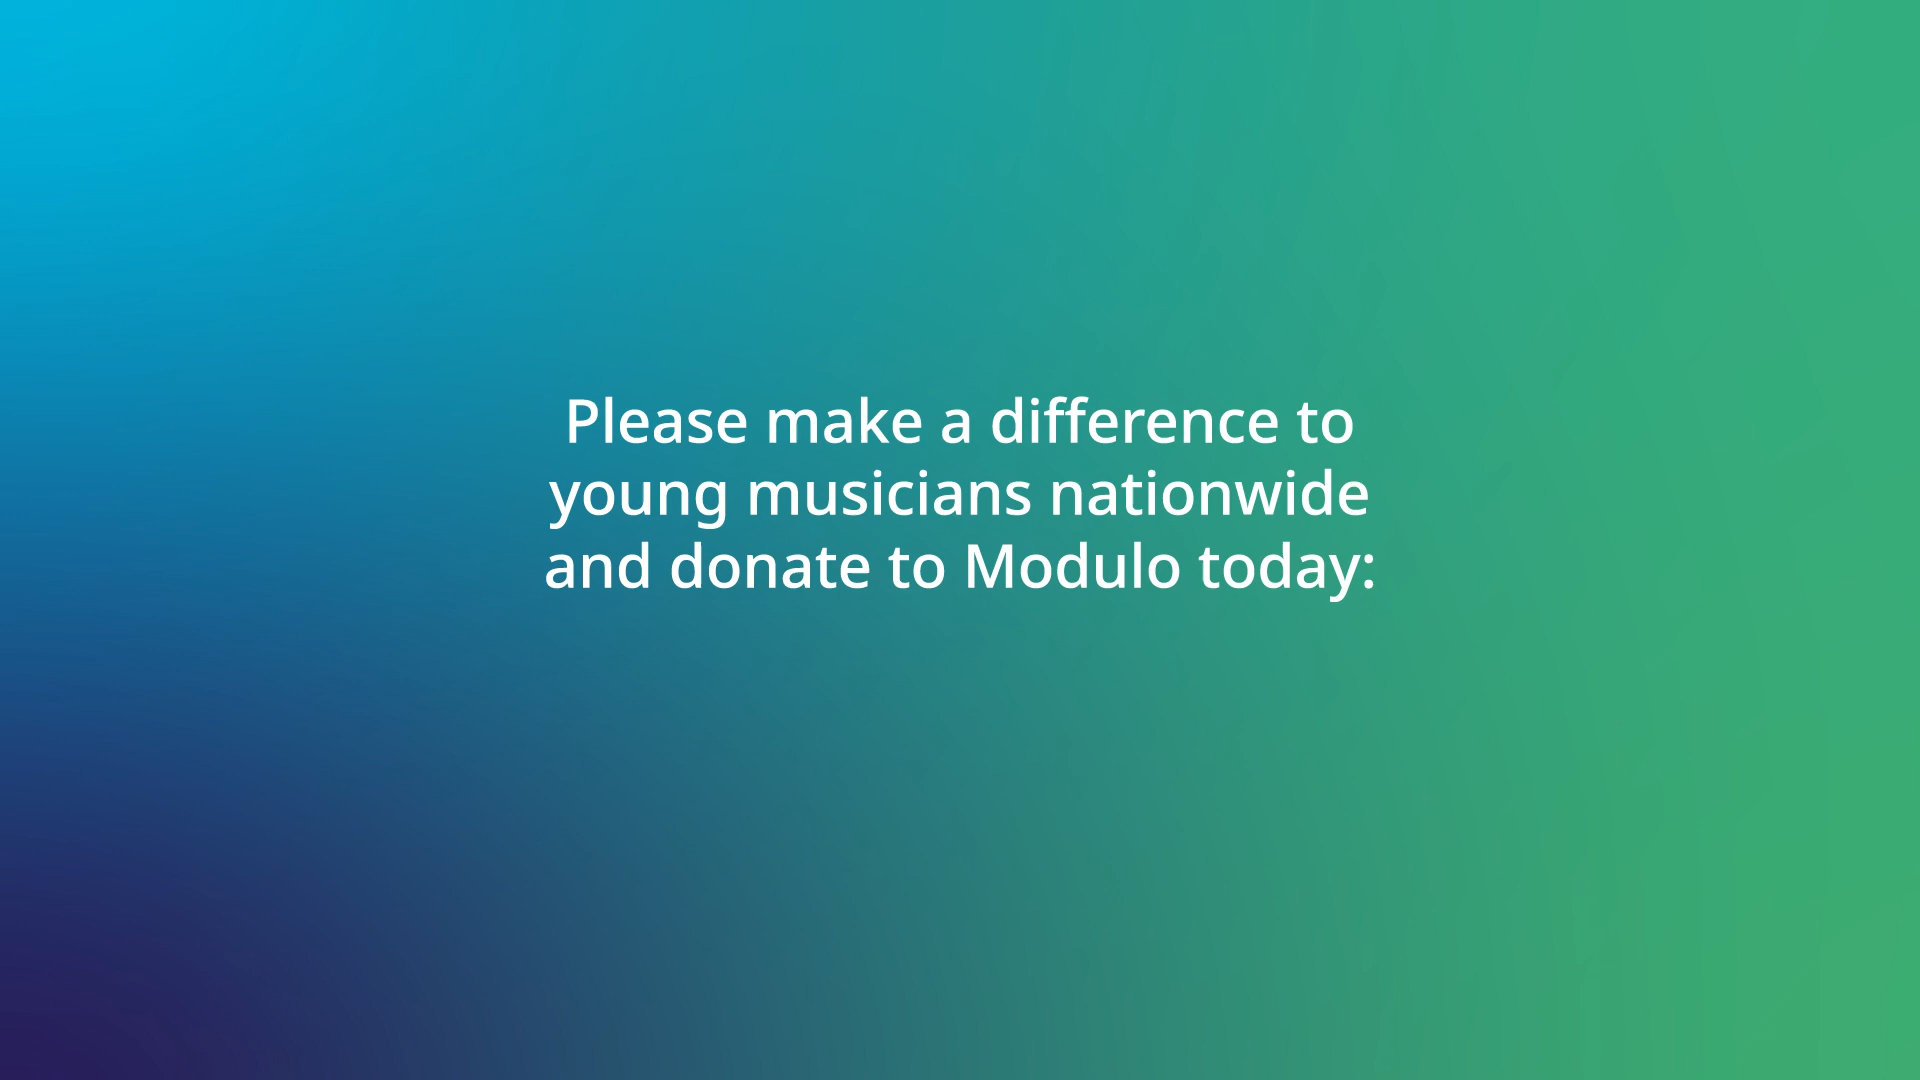 Please make a difference to
young musicians nationwide
and donate to Modulo today: